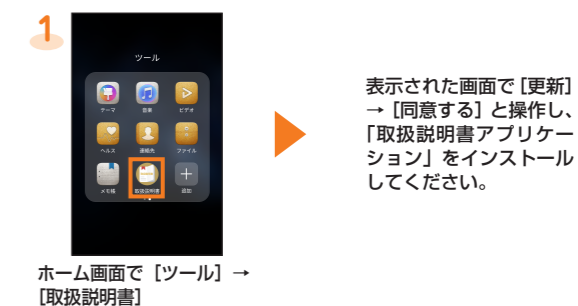 1
ツール
テーマ
音楽
ビデオ
ヘルス
連絡先
ファイル
メモ帳
取扱説明書
追加
ホーム画面で［ツール］→
［取扱説明書］
表示された画面で［更新］
→［同意する］と操作し、
「取扱説明書アプリケー
ション」をインストール
してください。